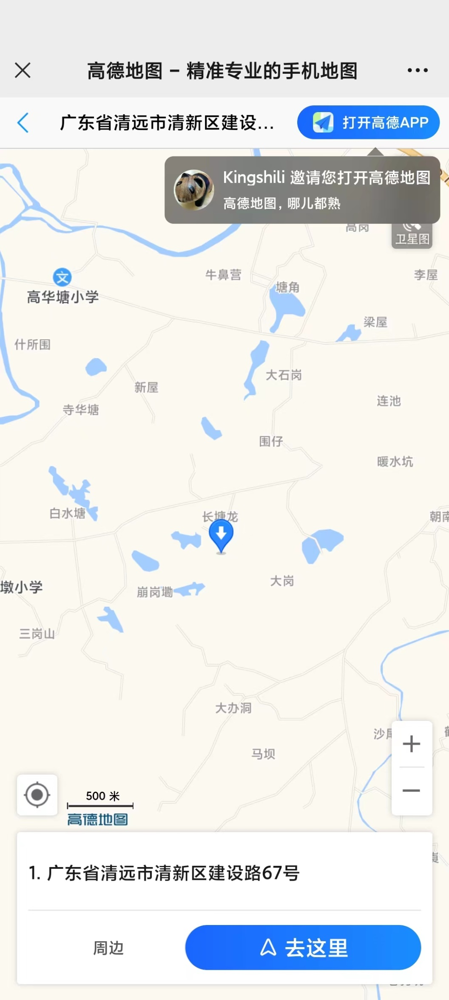 高德地图 – 精准专业的手机地图
广东省清远市清新区建设...
打开高德APP
Kingshili 邀请您打开高德地图
高德地图，哪儿都熟
高岗
卫星图
牛鼻营
李屋
塘角
文
高华塘小学
梁屋
什所围
大石岗
新屋
连池
寺华塘
围仔
暖水坑
白水塘
长塘龙
朝南
大岗
墩小学
崩岗墈
三岗山
大办洞
沙尾
马坝
500 米
高德地图
1. 广东省清远市清新区建设路67号
周边
去这里